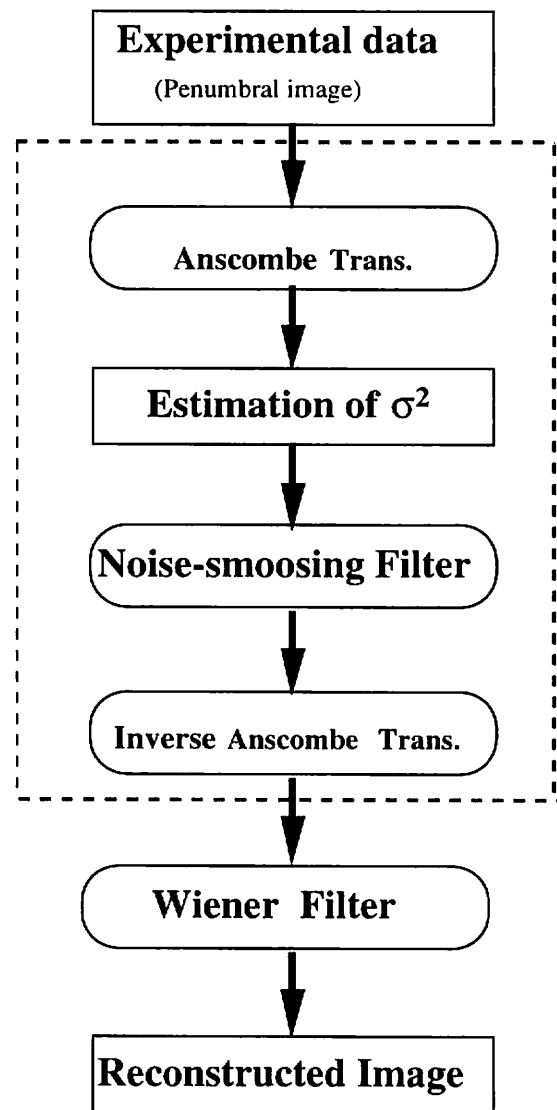 Experimental data
(Penumbral image)
Anscombe Trans.
Estimation of σ²
Noise-smoosing Filter
Inverse Anscombe Trans.
Wiener Filter
Reconstructed Image